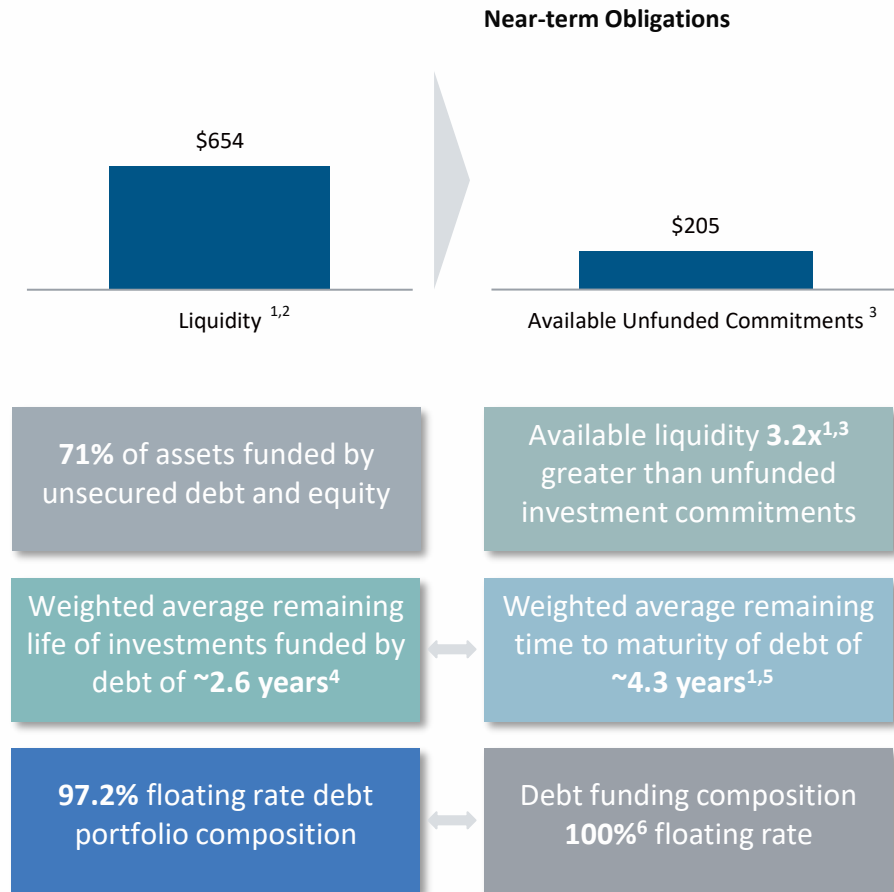 Near-term Obligations
$654
Liquidity 1,2
$205
Available Unfunded Commitments 3
71% of assets funded by
unsecured debt and equity
Available liquidity 3.2x1,3
greater than unfunded
investment commitments
Weighted average remaining
life of investments funded by
debt of ~2.6 years4
Weighted average remaining
time to maturity of debt of
~4.3 years1,5
97.2% floating rate debt
portfolio composition
Debt funding composition
100%6 floating rate